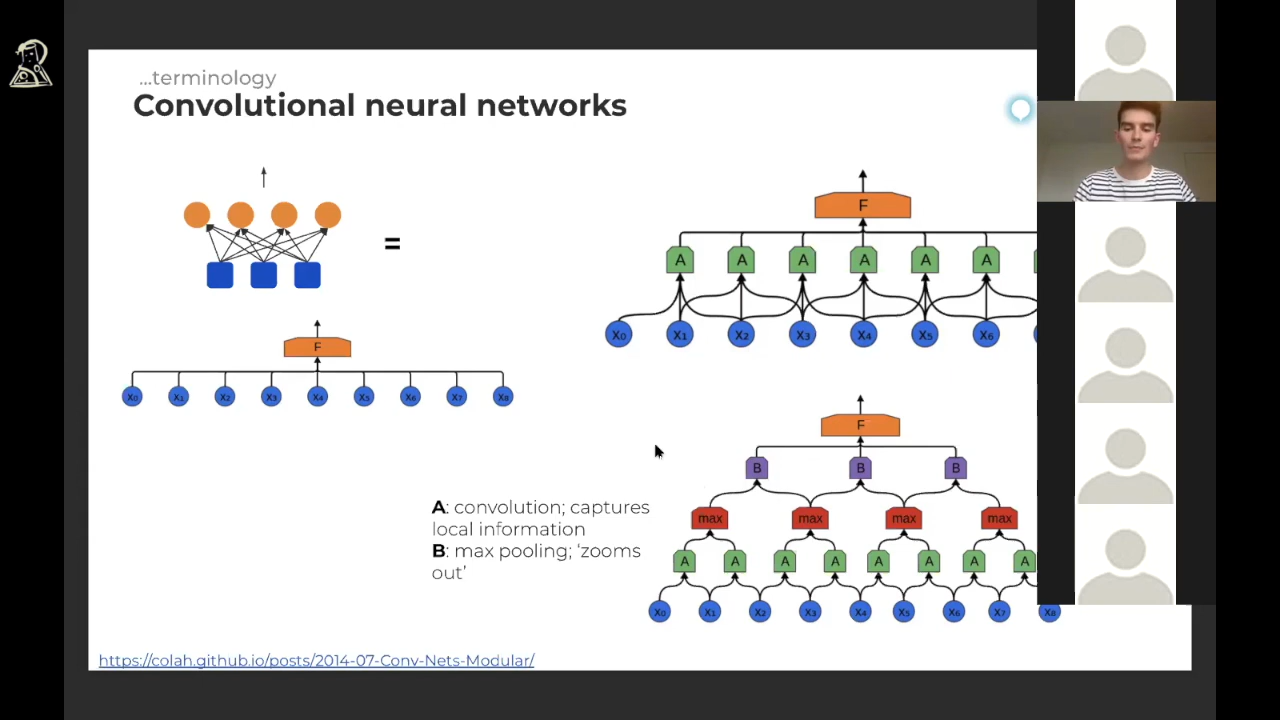 ...terminology
Convolutional neural networks
=
F
X₀ X₁ X₂ X₃ X₄ X₅ X₆ X₇ X₈
F
A A A A A A
X₀ X₁ X₂ X₃ X₄ X₅ X₆
A: convolution; captures
local information
B: max pooling; ‘zooms
out’
F
B B B
max max max max
A A A A A A A A
X₀ X₁ X₂ X₃ X₄ X₅ X₆ X₇ X₈
https://colah.github.io/posts/2014-07-Conv-Nets-Modular/